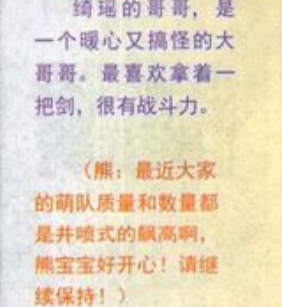 绮瑶的哥哥，是
一个暖心又搞怪的大
哥哥。最喜欢拿着一
把剑，很有战斗力。
（熊：最近大家
的萌队质量和数量都
是井喷式的飙高啊，
熊宝宝好开心！请继
续保持！）